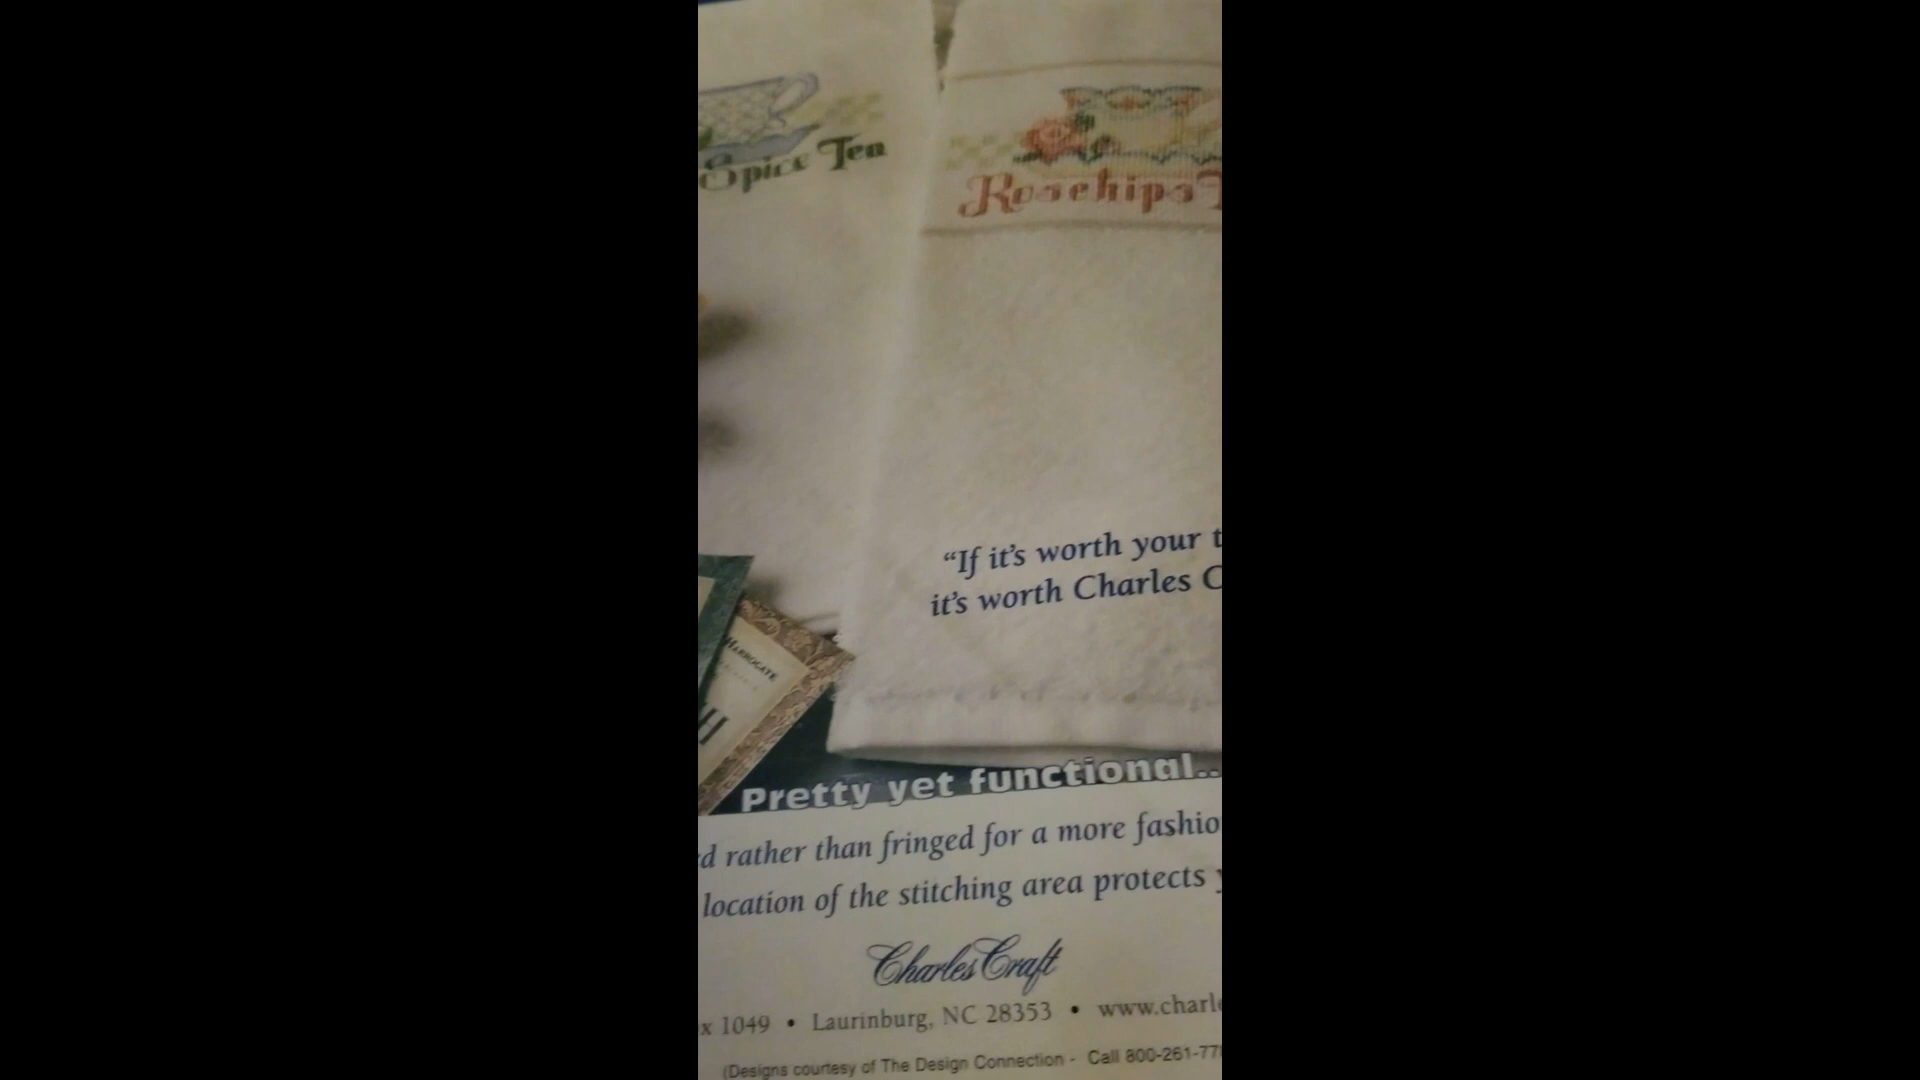 Spice Tea
Rosehips T
“If it's worth your t
it's worth Charles C
HARROGATE
Pretty yet functional..
d rather than fringed for a more fashio
location of the stitching area protects y
Charles Craft
x 1049 • Laurinburg, NC 28353 • www.charle
(Designs courtesy of The Design Connection - Call 800-261-77